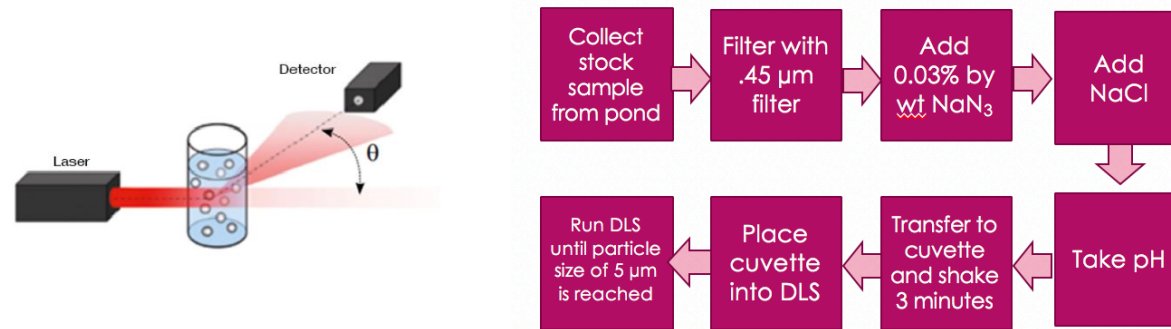 Detector
Laser
θ
Collect
stock
sample
from pond
Filter with
.45 µm
filter
Add
0.03% by
wt NaN₃
Add
NaCl
Take pH
Transfer to
cuvette
and shake
3 minutes
Place
cuvette
into DLS
Run DLS
until particle
size of 5 µm
is reached